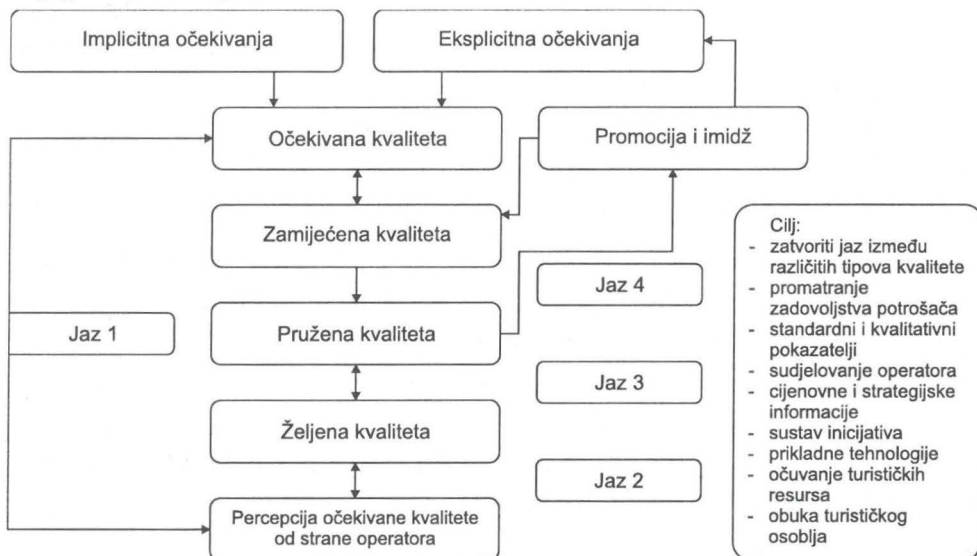 Implicitna očekivanja
Eksplicitna očekivanja
Očekivana kvaliteta
Promocija i imidž
Zamijećena kvaliteta
Jaz 4
Jaz 1
Pružena kvaliteta
Jaz 3
Željena kvaliteta
Jaz 2
Percepcija očekivane kvalitete
od strane operatora
Cilj:
- zatvoriti jaz između
različitih tipova kvalitete
- promatranje
zadovoljstva potrošača
- standardni i kvalitativni
pokazatelji
- sudjelovanje operatora
- cijenovne i strategijske
informacije
- sustav inicijativa
- prikladne tehnologije
- očuvanje turističkih
resursa
- obuka turističkog
osoblja